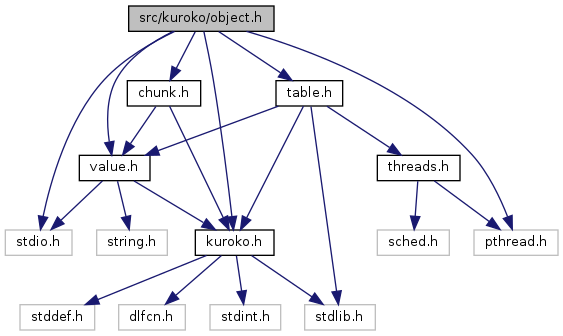 src/kuroko/object.h
chunk.h
table.h
value.h
threads.h
stdio.h
string.h
kuroko.h
sched.h
pthread.h
stddef.h
dlfcn.h
stdint.h
stdlib.h